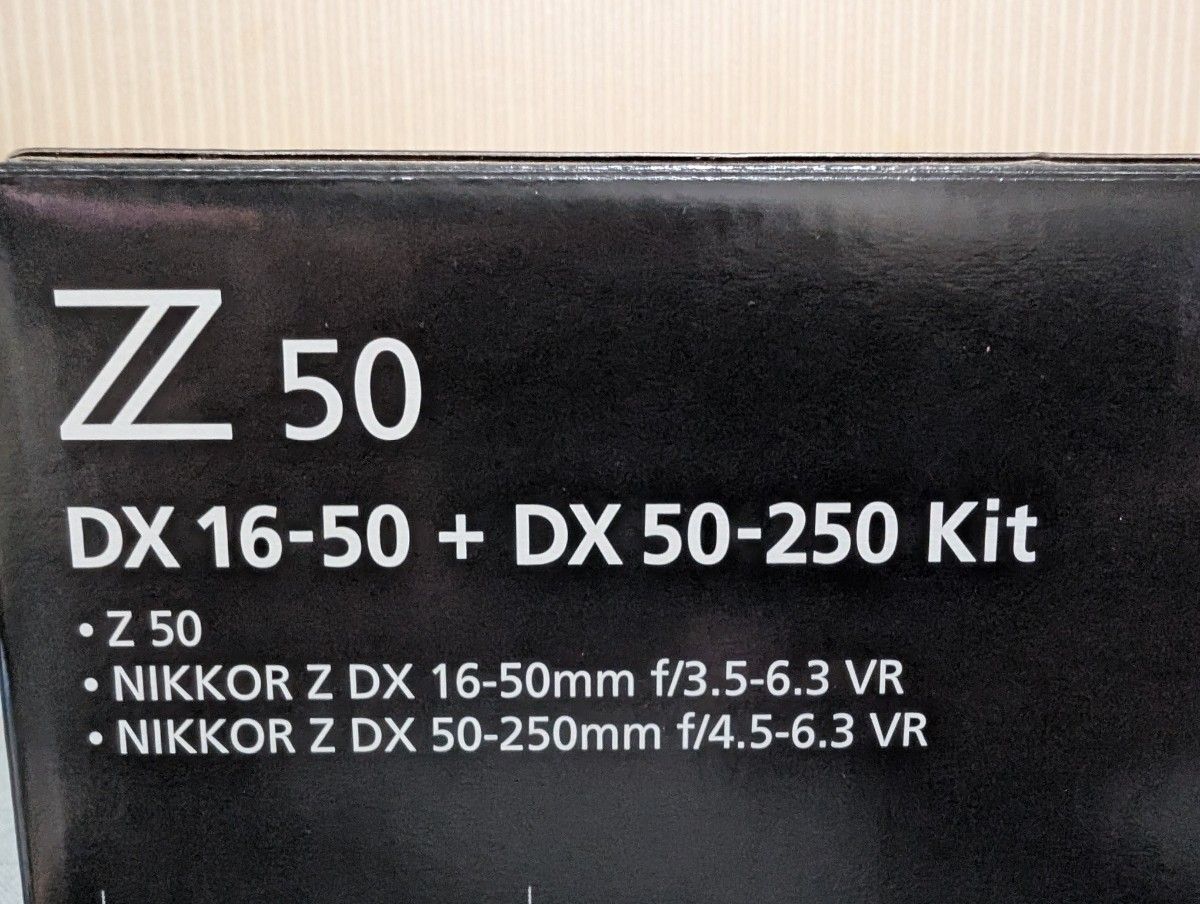 Z 50
DX 16-50 + DX 50-250 Kit
• Z 50
• NIKKOR Z DX 16-50mm f/3.5-6.3 VR
• NIKKOR Z DX 50-250mm f/4.5-6.3 VR